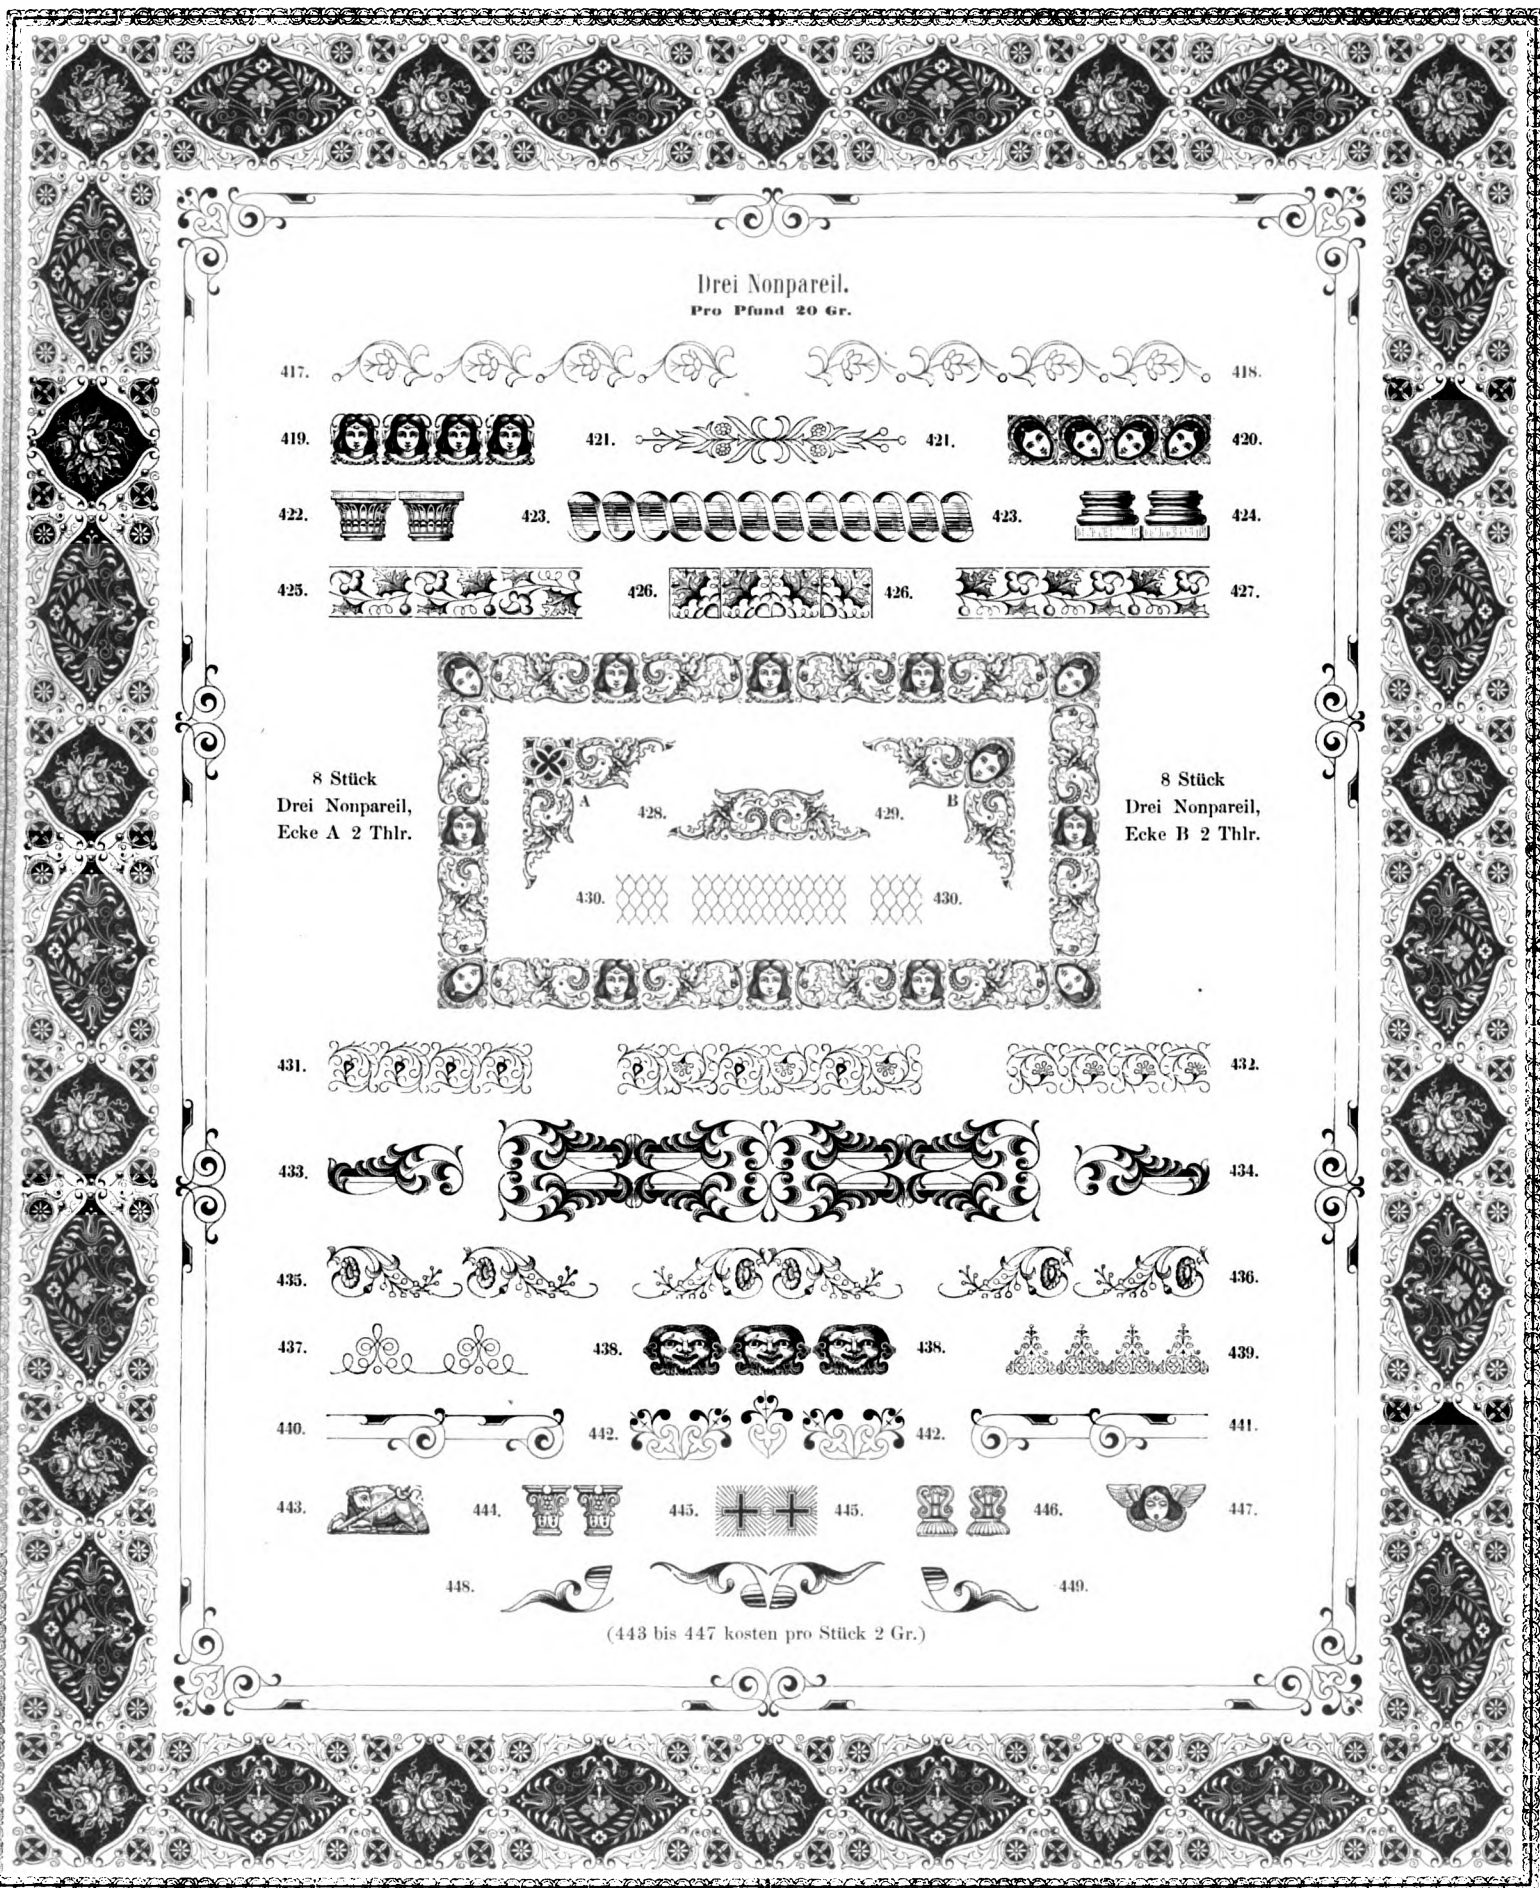 Drei Nonpareil.
Pro Pfund 20 Gr.
417. 418.
419. 421. 421. 420.
422. 423. 423. 424.
425. 426. 426. 427.
8 Stück
Drei Nonpareil,
Ecke A 2 Thlr.
A B
428. 429.
430. 430.
8 Stück
Drei Nonpareil,
Ecke B 2 Thlr.
431. 432.
433. 434.
435. 436.
437. 438. 438. 439.
440. 442. 442. 441.
443. 444. 445. 445. 446. 447.
448. 449.
(443 bis 447 kosten pro Stück 2 Gr.)